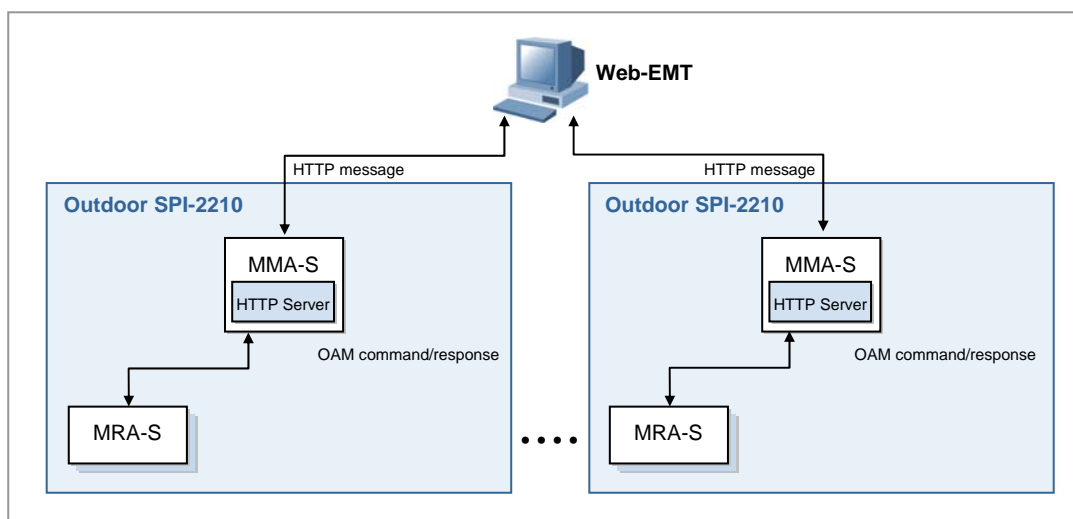 Web-EMT
HTTP message
HTTP message
Outdoor SPI-2210
Outdoor SPI-2210
MMA-S
HTTP Server
MMA-S
HTTP Server
OAM command/response
OAM command/response
MRA-S
MRA-S